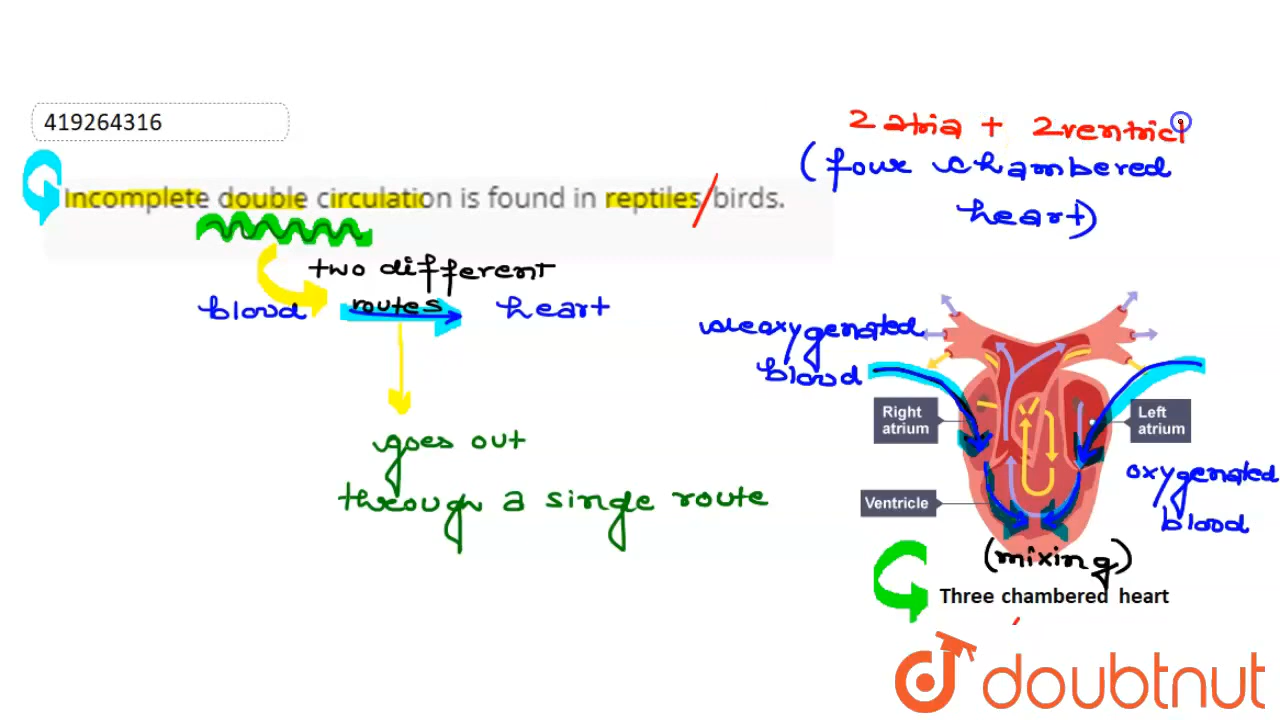 419264316
Incomplete double circulation is found in reptiles/birds.
two different
blood routes heart
goes out
through a single route
2 atria + 2 ventricl
(four chambered
heart)
deoxygenated
blood
Right
atrium
Left
atrium
Ventricle
oxygenated
blood
(mixing)
Three chambered heart
doubtnut